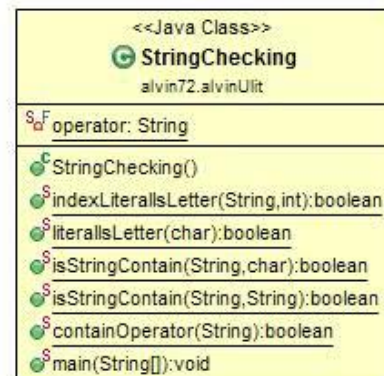 <<Java Class>>
StringChecking
alvin72.alvinUlit
operator: String
StringChecking()
indexLiteralIsLetter(String,int):boolean
literalIsLetter(char):boolean
isStringContain(String,char):boolean
isStringContain(String,String):boolean
containOperator(String):boolean
main(String[]):void